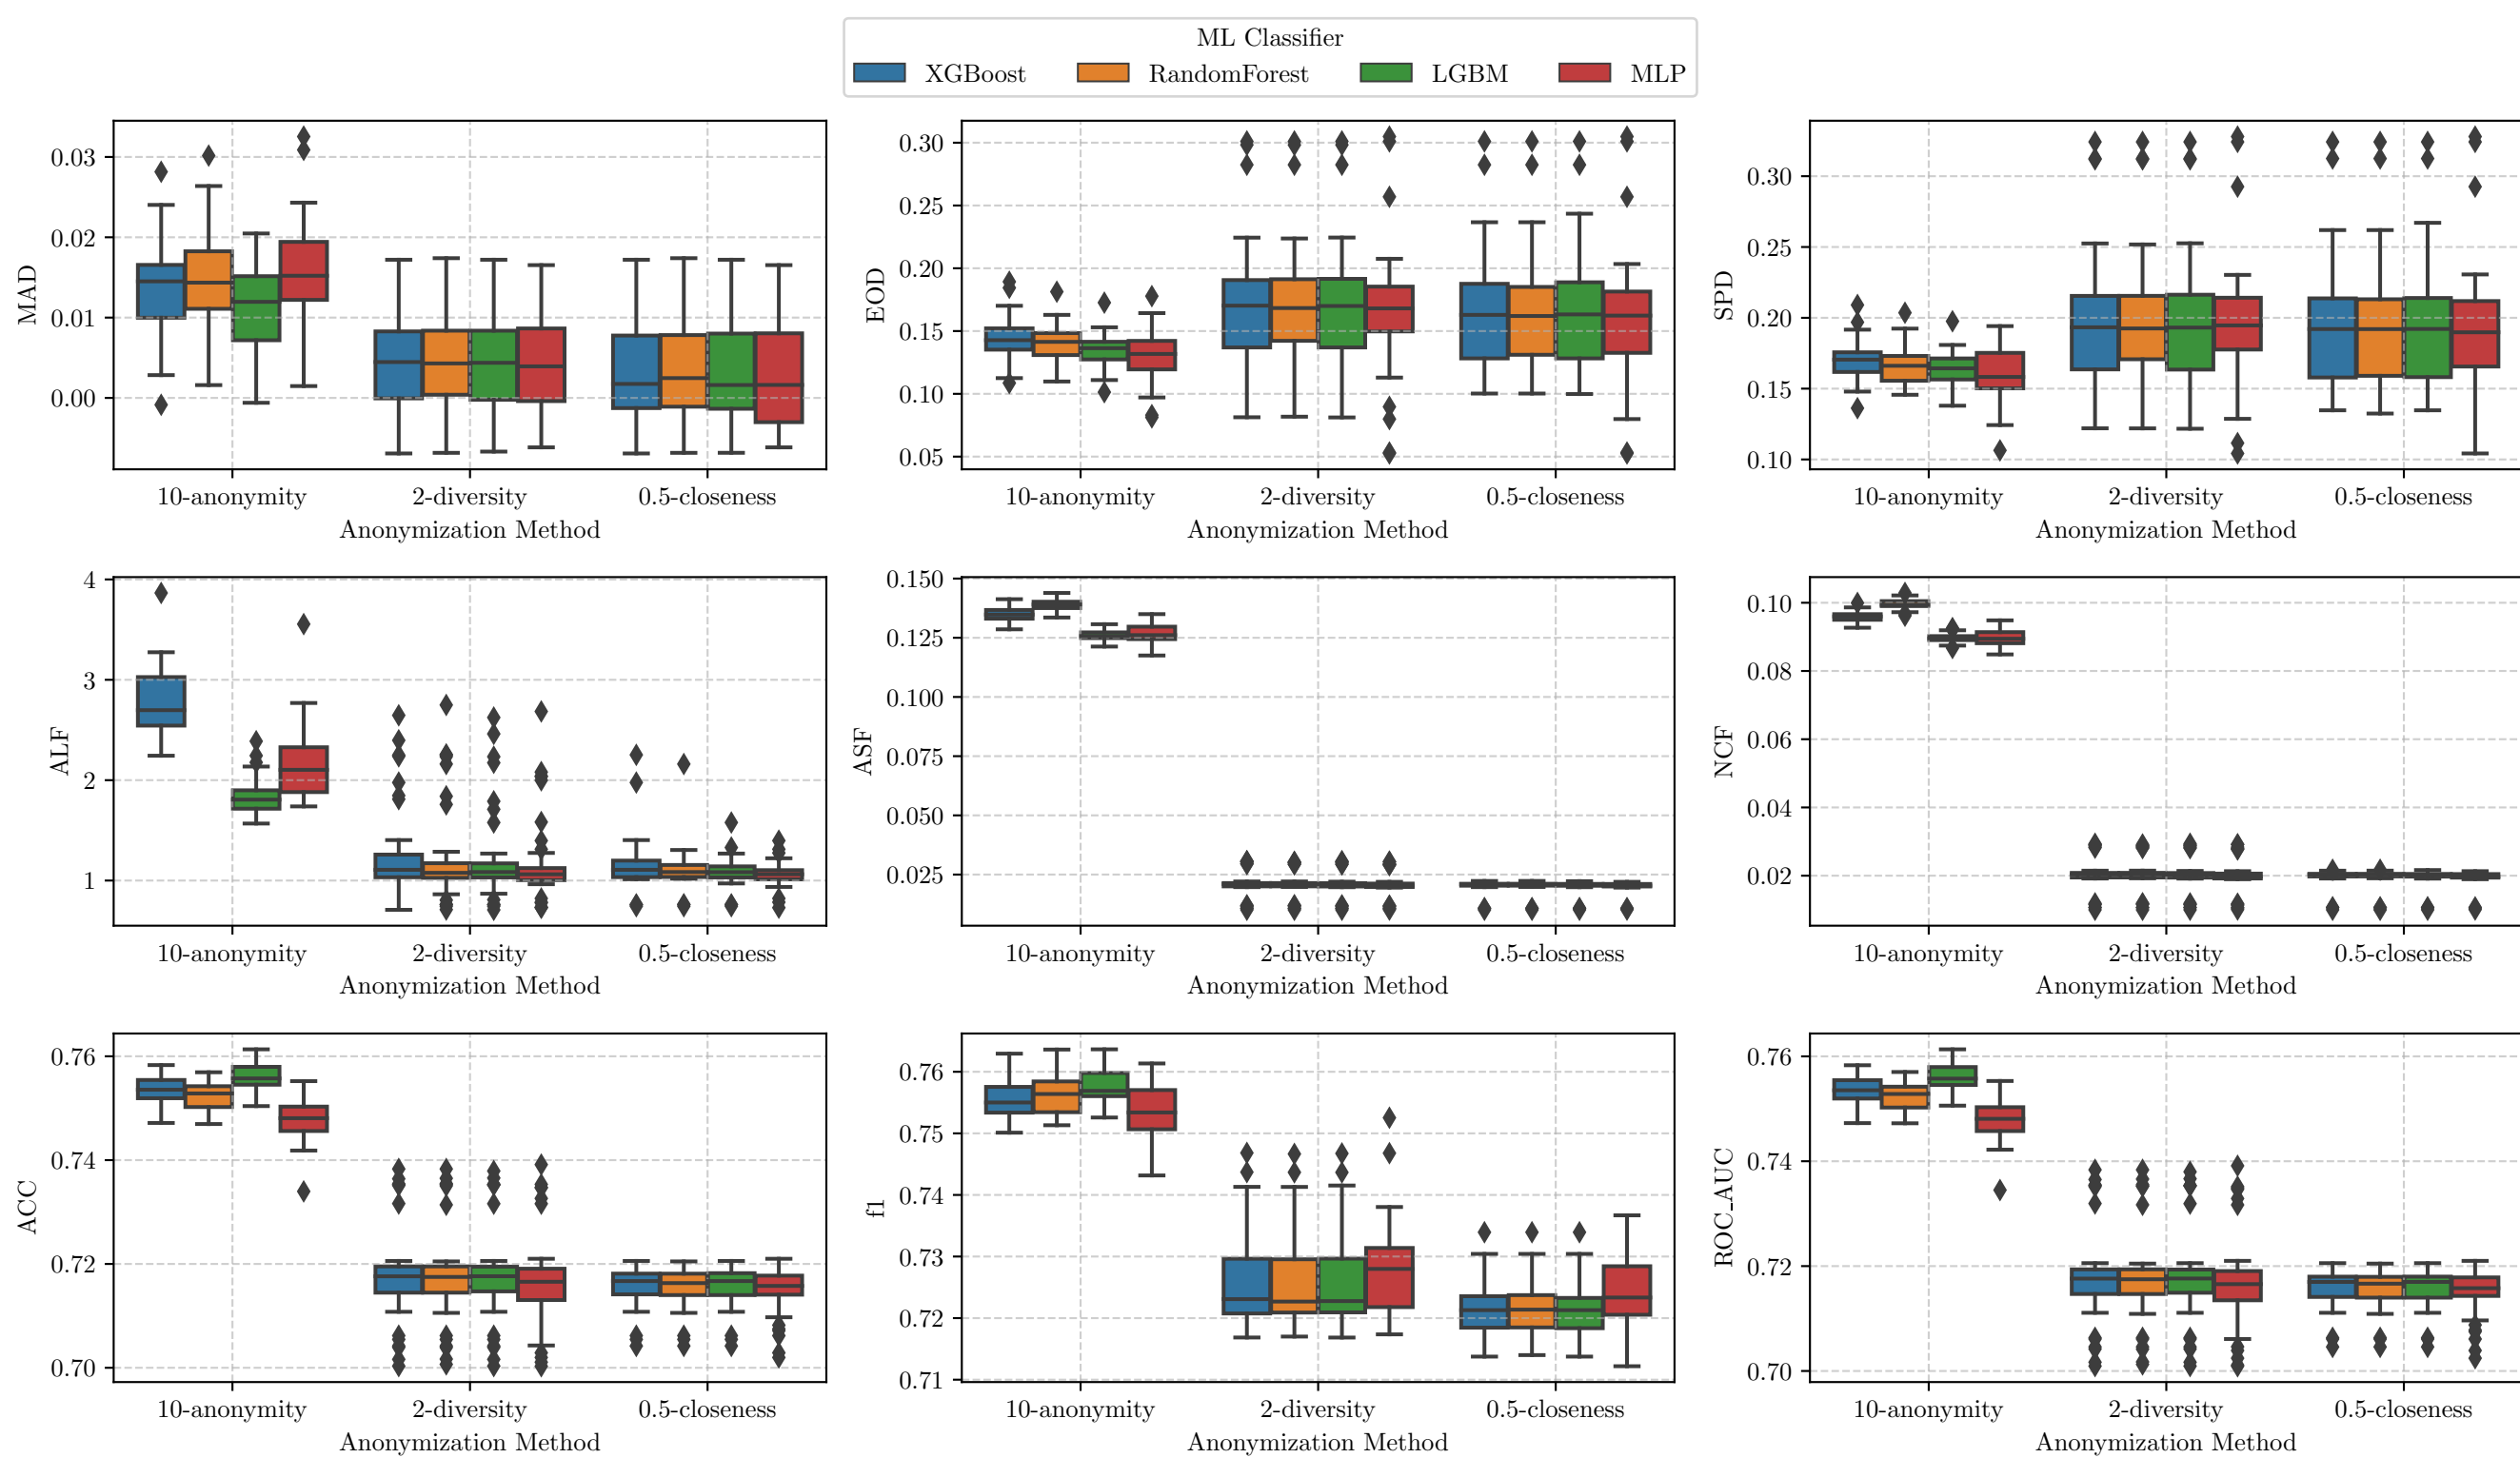 ML Classifier
XGBoost RandomForest LGBM MLP
MAD
0.03
0.02
0.01
0.00
10-anonymity 2-diversity 0.5-closeness
Anonymization Method
EOD
0.30
0.25
0.20
0.15
0.10
0.05
10-anonymity 2-diversity 0.5-closeness
Anonymization Method
SPD
0.30
0.25
0.20
0.15
0.10
10-anonymity 2-diversity 0.5-closeness
Anonymization Method
ALF
4
3
2
1
10-anonymity 2-diversity 0.5-closeness
Anonymization Method
ASF
0.150
0.125
0.100
0.075
0.050
0.025
10-anonymity 2-diversity 0.5-closeness
Anonymization Method
NCF
0.10
0.08
0.06
0.04
0.02
10-anonymity 2-diversity 0.5-closeness
Anonymization Method
ACC
0.76
0.74
0.72
0.70
10-anonymity 2-diversity 0.5-closeness
Anonymization Method
f1
0.76
0.75
0.74
0.73
0.72
0.71
10-anonymity 2-diversity 0.5-closeness
Anonymization Method
ROC_AUC
0.76
0.74
0.72
0.70
10-anonymity 2-diversity 0.5-closeness
Anonymization Method